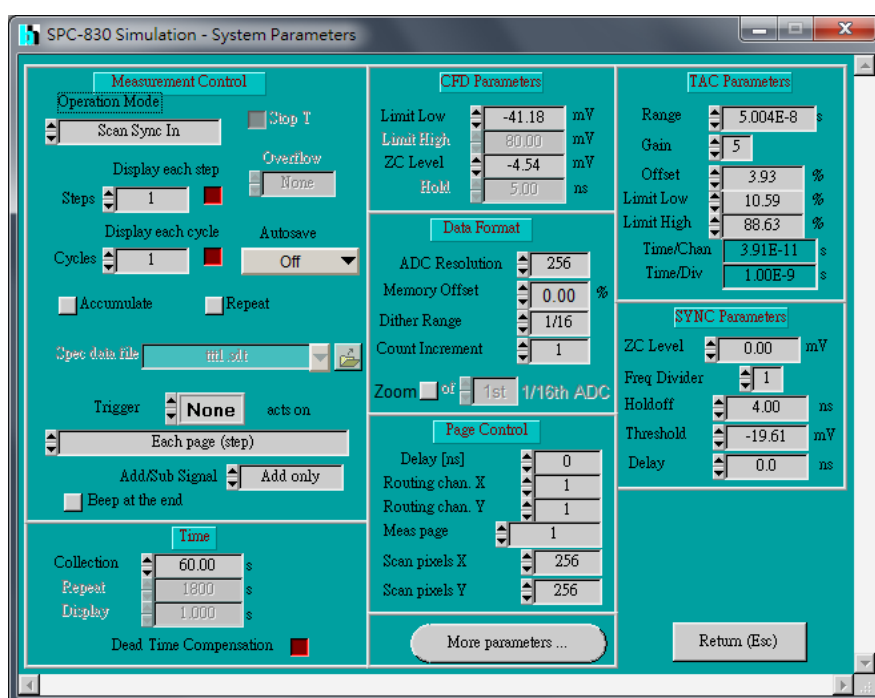 SPC-830 Simulation - System Parameters
Measurement Control
Operation Mode
Scan Sync In
Stop T
Display each step
Overflow
None
Steps 1
Display each cycle
Autosave
Cycles 1
Off
Accumulate
Repeat
Spec data file
Trigger None acts on
Each page (step)
Add/Sub Signal Add only
Beep at the end
Time
Collection 60.00 s
Repeat 1800 s
Display 1.000 s
Dead Time Compensation
CFD Parameters
Limit Low -41.18 mV
Limit High 80.00 mV
ZC Level -4.54 mV
Hold 5.00 ns
Data Format
ADC Resolution 256
Memory Offset 0.00 %
Dither Range 1/16
Count Increment 1
Zoom of 1st 1/16th ADC
Page Control
Delay [ns] 0
Routing chan. X 1
Routing chan. Y 1
Meas page 1
Scan pixels X 256
Scan pixels Y 256
More parameters ...
TAC Parameters
Range 5.004E-8 s
Gain 5
Offset 3.93 %
Limit Low 10.59 %
Limit High 88.63 %
Time/Chan 3.91E-11 s
Time/Div 1.00E-9 s
SYNC Parameters
ZC Level 0.00 mV
Freq Divider 1
Holdoff 4.00 ns
Threshold -19.61 mV
Delay 0.0 ns
Return (Esc)